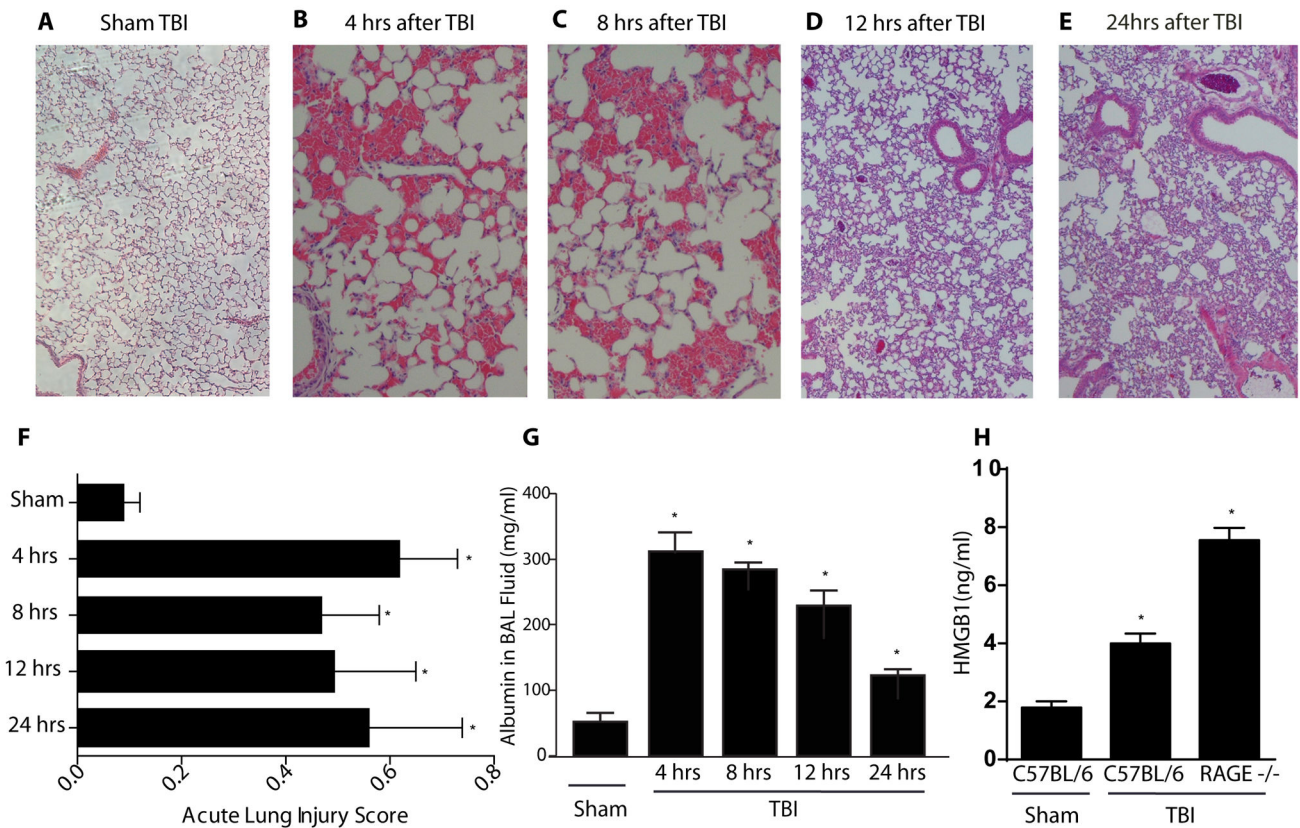 A Sham TBI
B 4 hrs after TBI
C 8 hrs after TBI
D 12 hrs after TBI
E 24hrs after TBI
F
Sham
4 hrs *
8 hrs *
12 hrs *
24 hrs *
0.0 0.2 0.4 0.6 0.8
Acute Lung Injury Score
G
Albumin in BAL Fluid (mg/ml)
400
300
200
100
0
* * * *
4 hrs 8 hrs 12 hrs 24 hrs
Sham TBI
H
HMGB1(ng/ml)
10
8
6
4
2
0
* *
C57BL/6 C57BL/6 RAGE -/-
Sham TBI